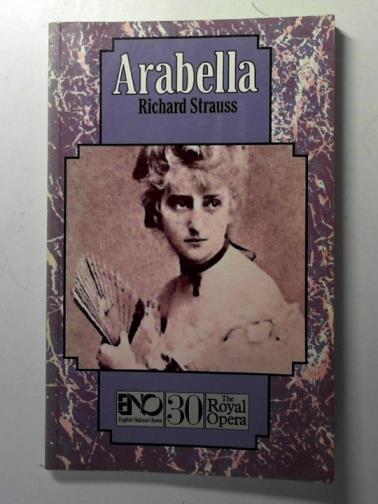 Arabella
Richard Strauss
ENO
English National Opera
30
The
Royal
Opera